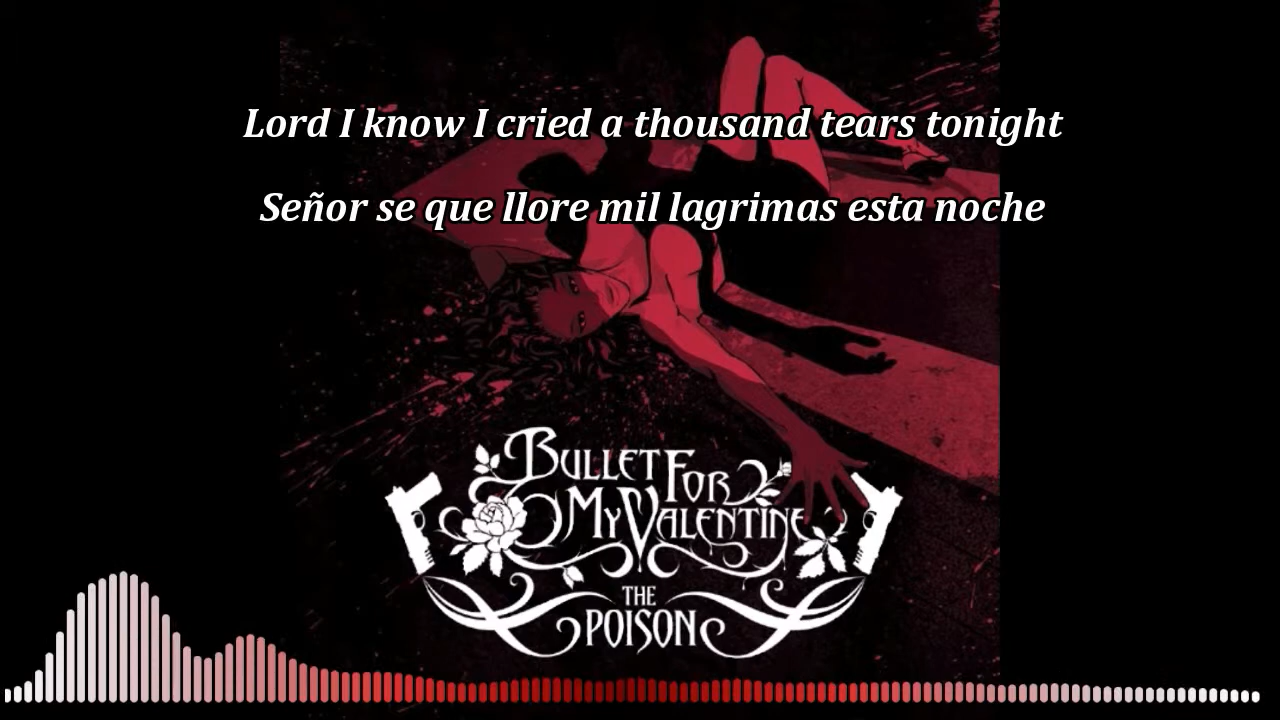 Lord I know I cried a thousand tears tonight
Señor se que llore mil lagrimas esta noche
Bullet For
My Valentine
THE
POISON